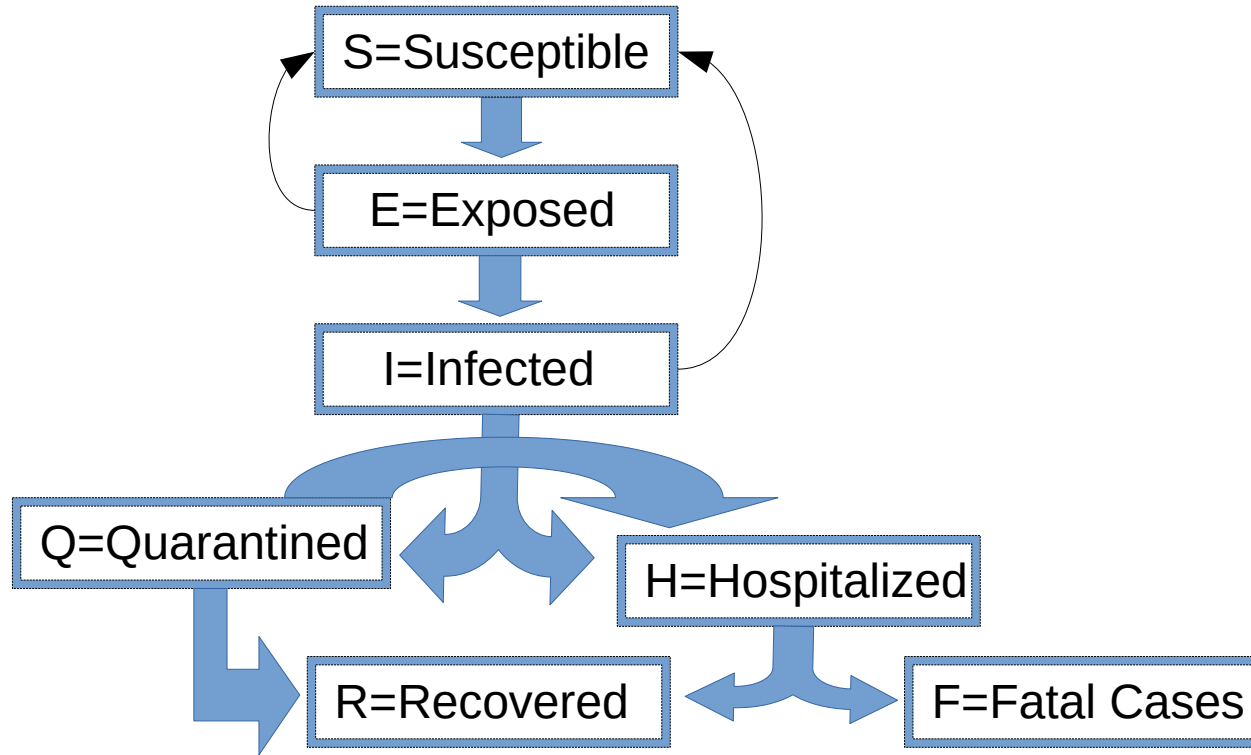 S=Susceptible
E=Exposed
I=Infected
Q=Quarantined
H=Hospitalized
R=Recovered
F=Fatal Cases